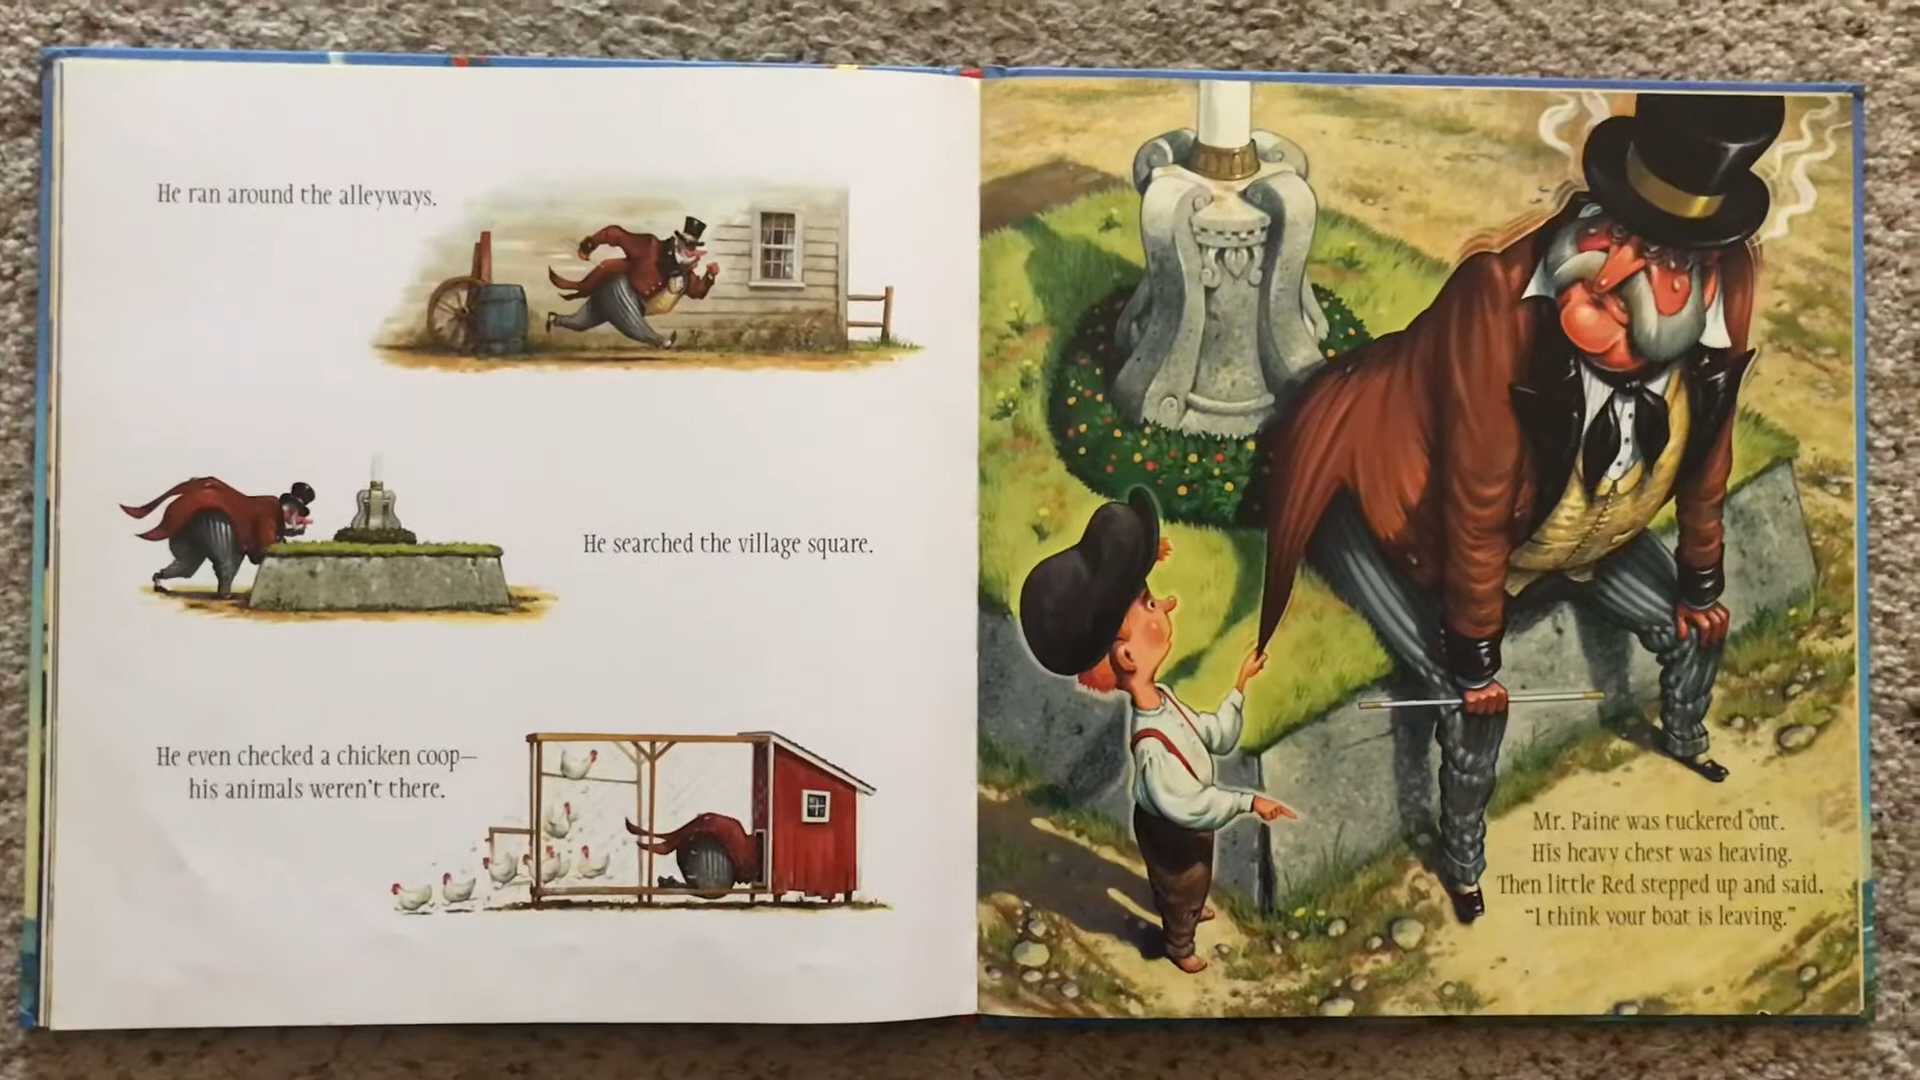 He ran around the alleyways.
He searched the village square.
He even checked a chicken coop—
his animals weren't there.
Mr. Paine was tuckered out.
His heavy chest was heaving.
Then little Red stepped up and said,
"I think your boat is leaving."